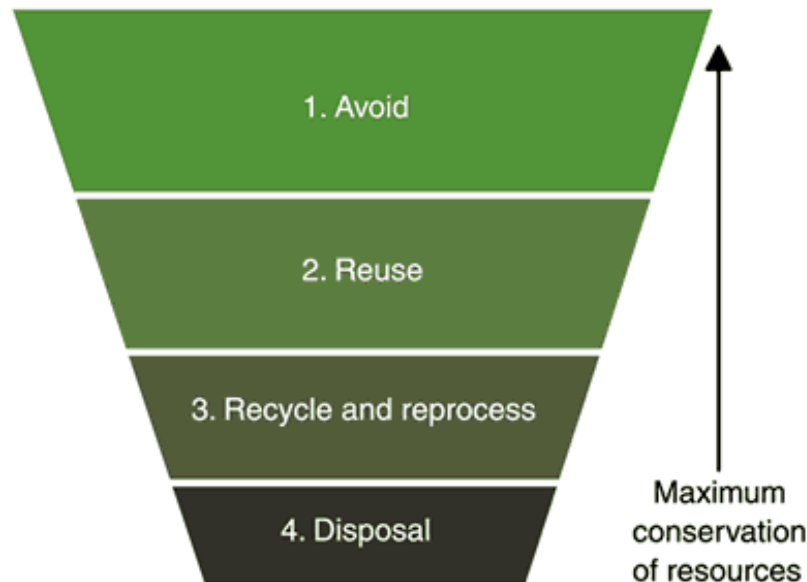 1. Avoid
2. Reuse
3. Recycle and reprocess
4. Disposal
Maximum
conservation
of resources